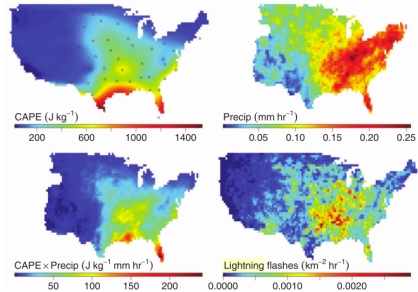 CAPE (J kg⁻¹)
200 600 1000 1400
Precip (mm hr⁻¹)
0.05 0.10 0.15 0.20 0.25
CAPE×Precip (J kg⁻¹ mm hr⁻¹)
50 100 150 200
Lightning flashes (km⁻² hr⁻¹)
0.0000 0.0010 0.0020